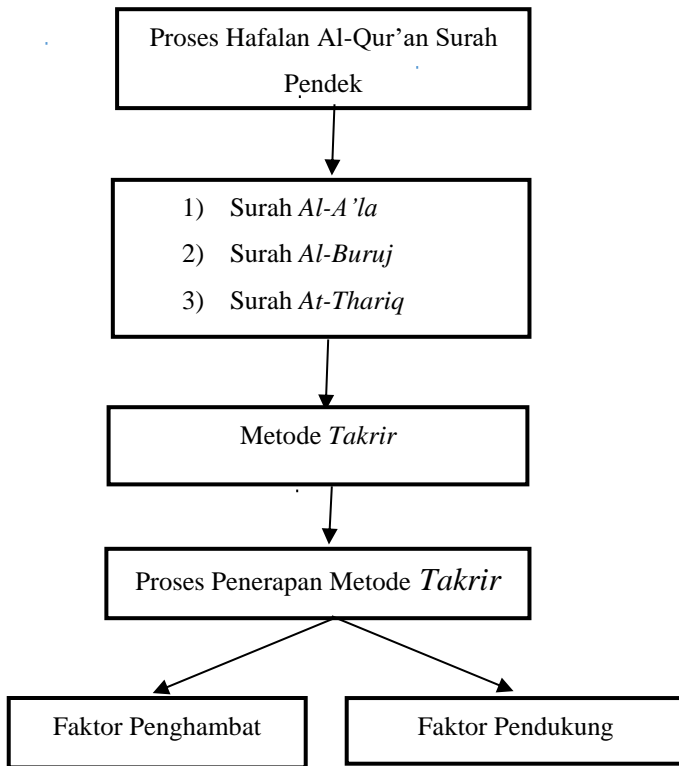 Proses Hafalan Al-Qur’an Surah
Pendek
1) Surah Al-A’la
2) Surah Al-Buruj
3) Surah At-Thariq
Metode Takrir
Proses Penerapan Metode Takrir
Faktor Penghambat
Faktor Pendukung